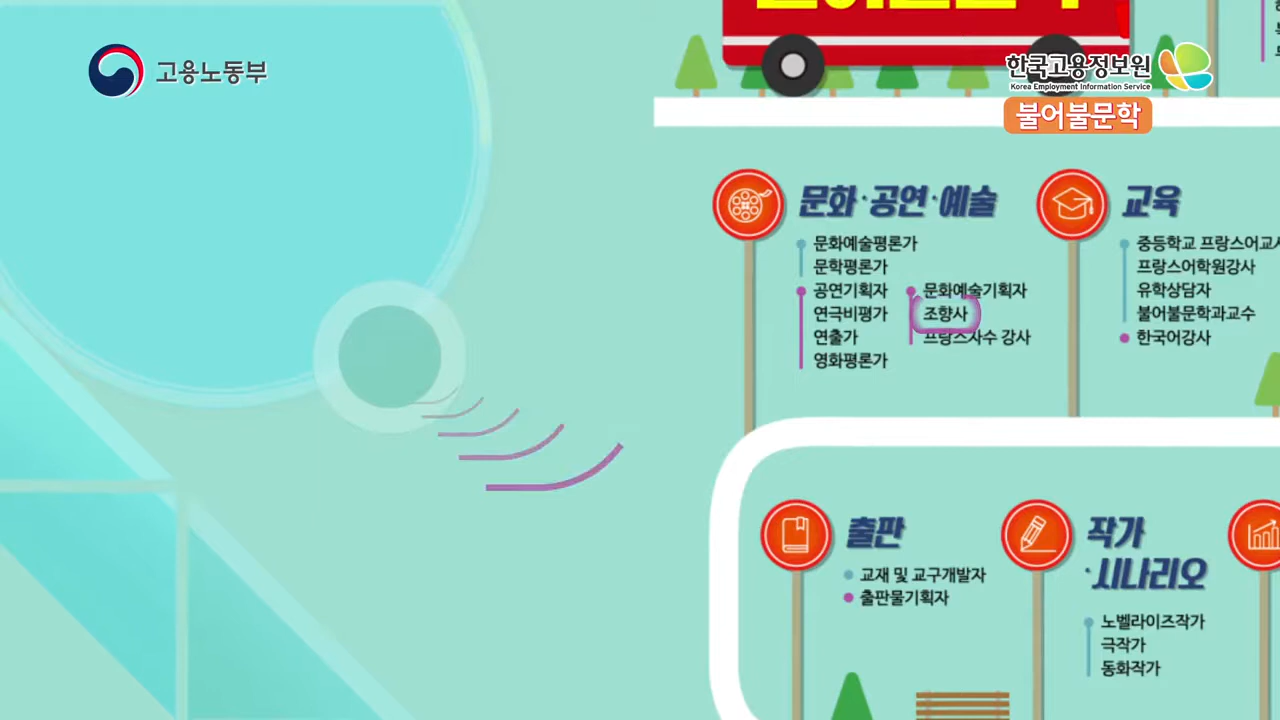 고용노동부
한국고용정보원
Korea Employment Information Service
불어불문학
문화·공연·예술
문화예술평론가
문학평론가
공연기획자
연극비평가
연출가
영화평론가
문화예술기획자
조향사
프랑스자수 강사
교육
중등학교 프랑스어교사
프랑스어학원강사
유학상담자
불어불문학과교수
한국어강사
출판
교재 및 교구개발자
출판물기획자
작가
·시나리오
노벨라이즈작가
극작가
동화작가